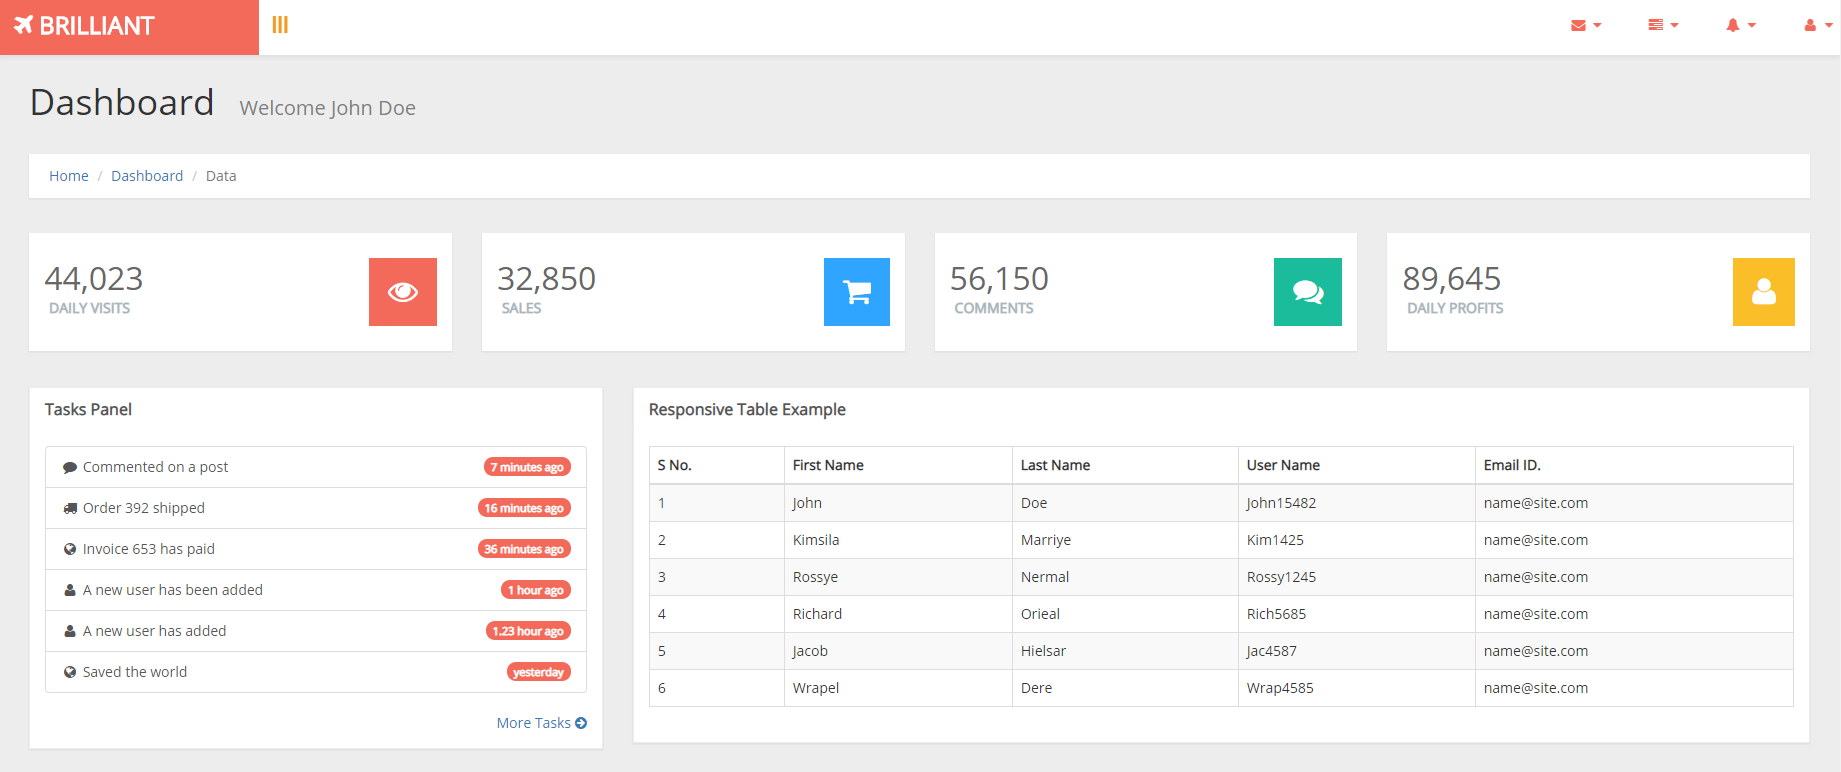 BRILLIANT
Dashboard Welcome John Doe
Home / Dashboard / Data
44,023
DAILY VISITS
32,850
SALES
56,150
COMMENTS
89,645
DAILY PROFITS
Tasks Panel
Commented on a post 7 minutes ago
Order 392 shipped 16 minutes ago
Invoice 653 has paid 36 minutes ago
A new user has been added 1 hour ago
A new user has added 1.23 hour ago
Saved the world yesterday
More Tasks
Responsive Table Example
S No. First Name Last Name User Name Email ID.
1 John Doe John15482 name@site.com
2 Kimsila Marriye Kim1425 name@site.com
3 Rossye Nermal Rossy1245 name@site.com
4 Richard Orieal Rich5685 name@site.com
5 Jacob Hielsar Jac4587 name@site.com
6 Wrapel Dere Wrap4585 name@site.com